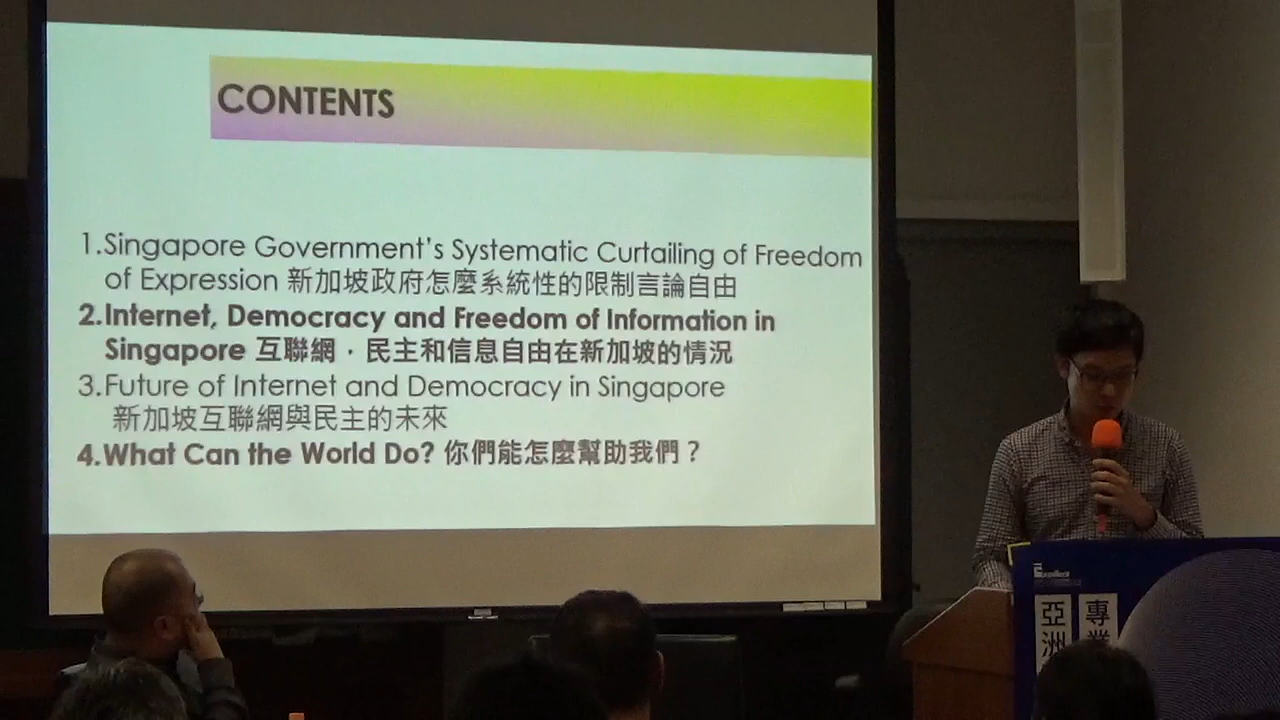 CONTENTS
1.Singapore Government's Systematic Curtailing of Freedom
of Expression 新加坡政府怎麼系統性的限制言論自由
2.Internet, Democracy and Freedom of Information in
Singapore 互聯網．民主和信息自由在新加坡的情況
3.Future of Internet and Democracy in Singapore
新加坡互聯網與民主的未來
4.What Can the World Do? 你們能怎麼幫助我們？
亞洲
專業